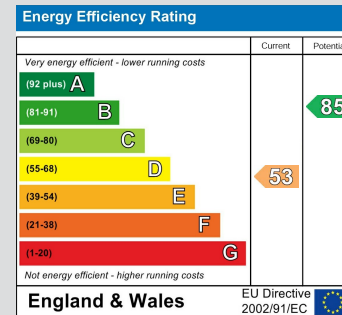 Energy Efficiency Rating
Current
Very energy efficient - lower running costs
(92 plus) A
(81-91) B
85
(69-80) C
(55-68) D
53
(39-54) E
(21-38) F
(1-20) G
Not energy efficient - higher running costs
England & Wales
EU Directive
2002/91/EC